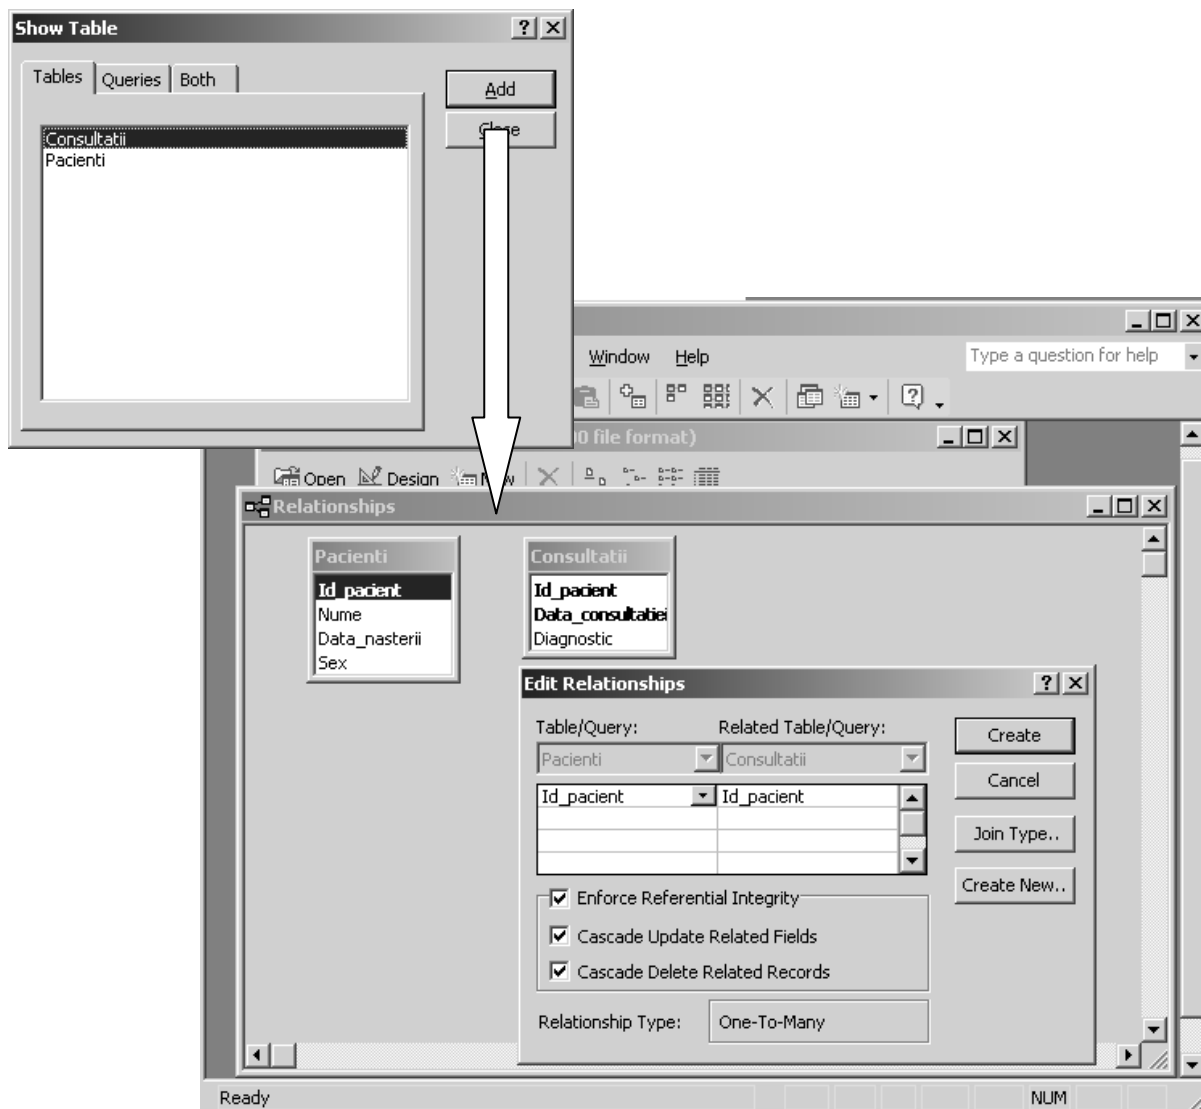 Show Table
Tables Queries Both
Add
Consultatii
Pacienti
Window Help
Type a question for help
0 file format)
Open Design
Relationships
Pacienti
Id_pacient
Nume
Data_nasterii
Sex
Consultatii
Id_pacient
Data_consultatiei
Diagnostic
Edit Relationships
Table/Query: Related Table/Query:
Pacienti Consultatii
Id_pacient Id_pacient
Create
Cancel
Join Type..
Create New..
Enforce Referential Integrity
Cascade Update Related Fields
Cascade Delete Related Records
Relationship Type: One-To-Many
Ready NUM